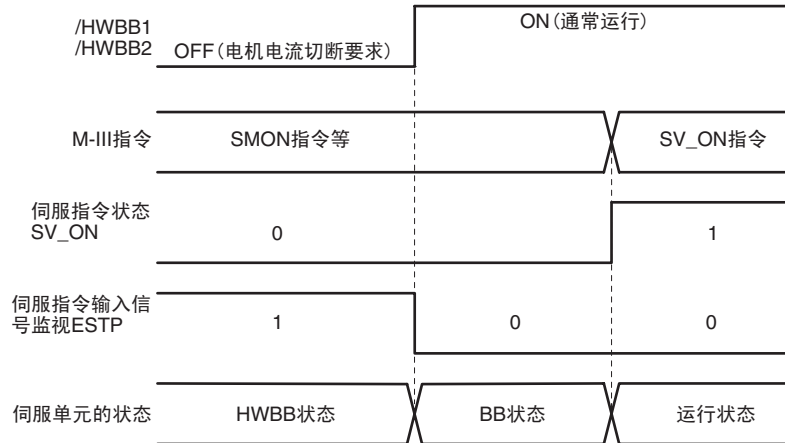 /HWBB1
/HWBB2
OFF(电机电流切断要求)
ON(通常运行)
M-III指令
SMON指令等
SV_ON指令
伺服指令状态
SV_ON
0
1
伺服指令输入信
号监视ESTP
1
0
0
伺服单元的状态
HWBB状态
BB状态
运行状态